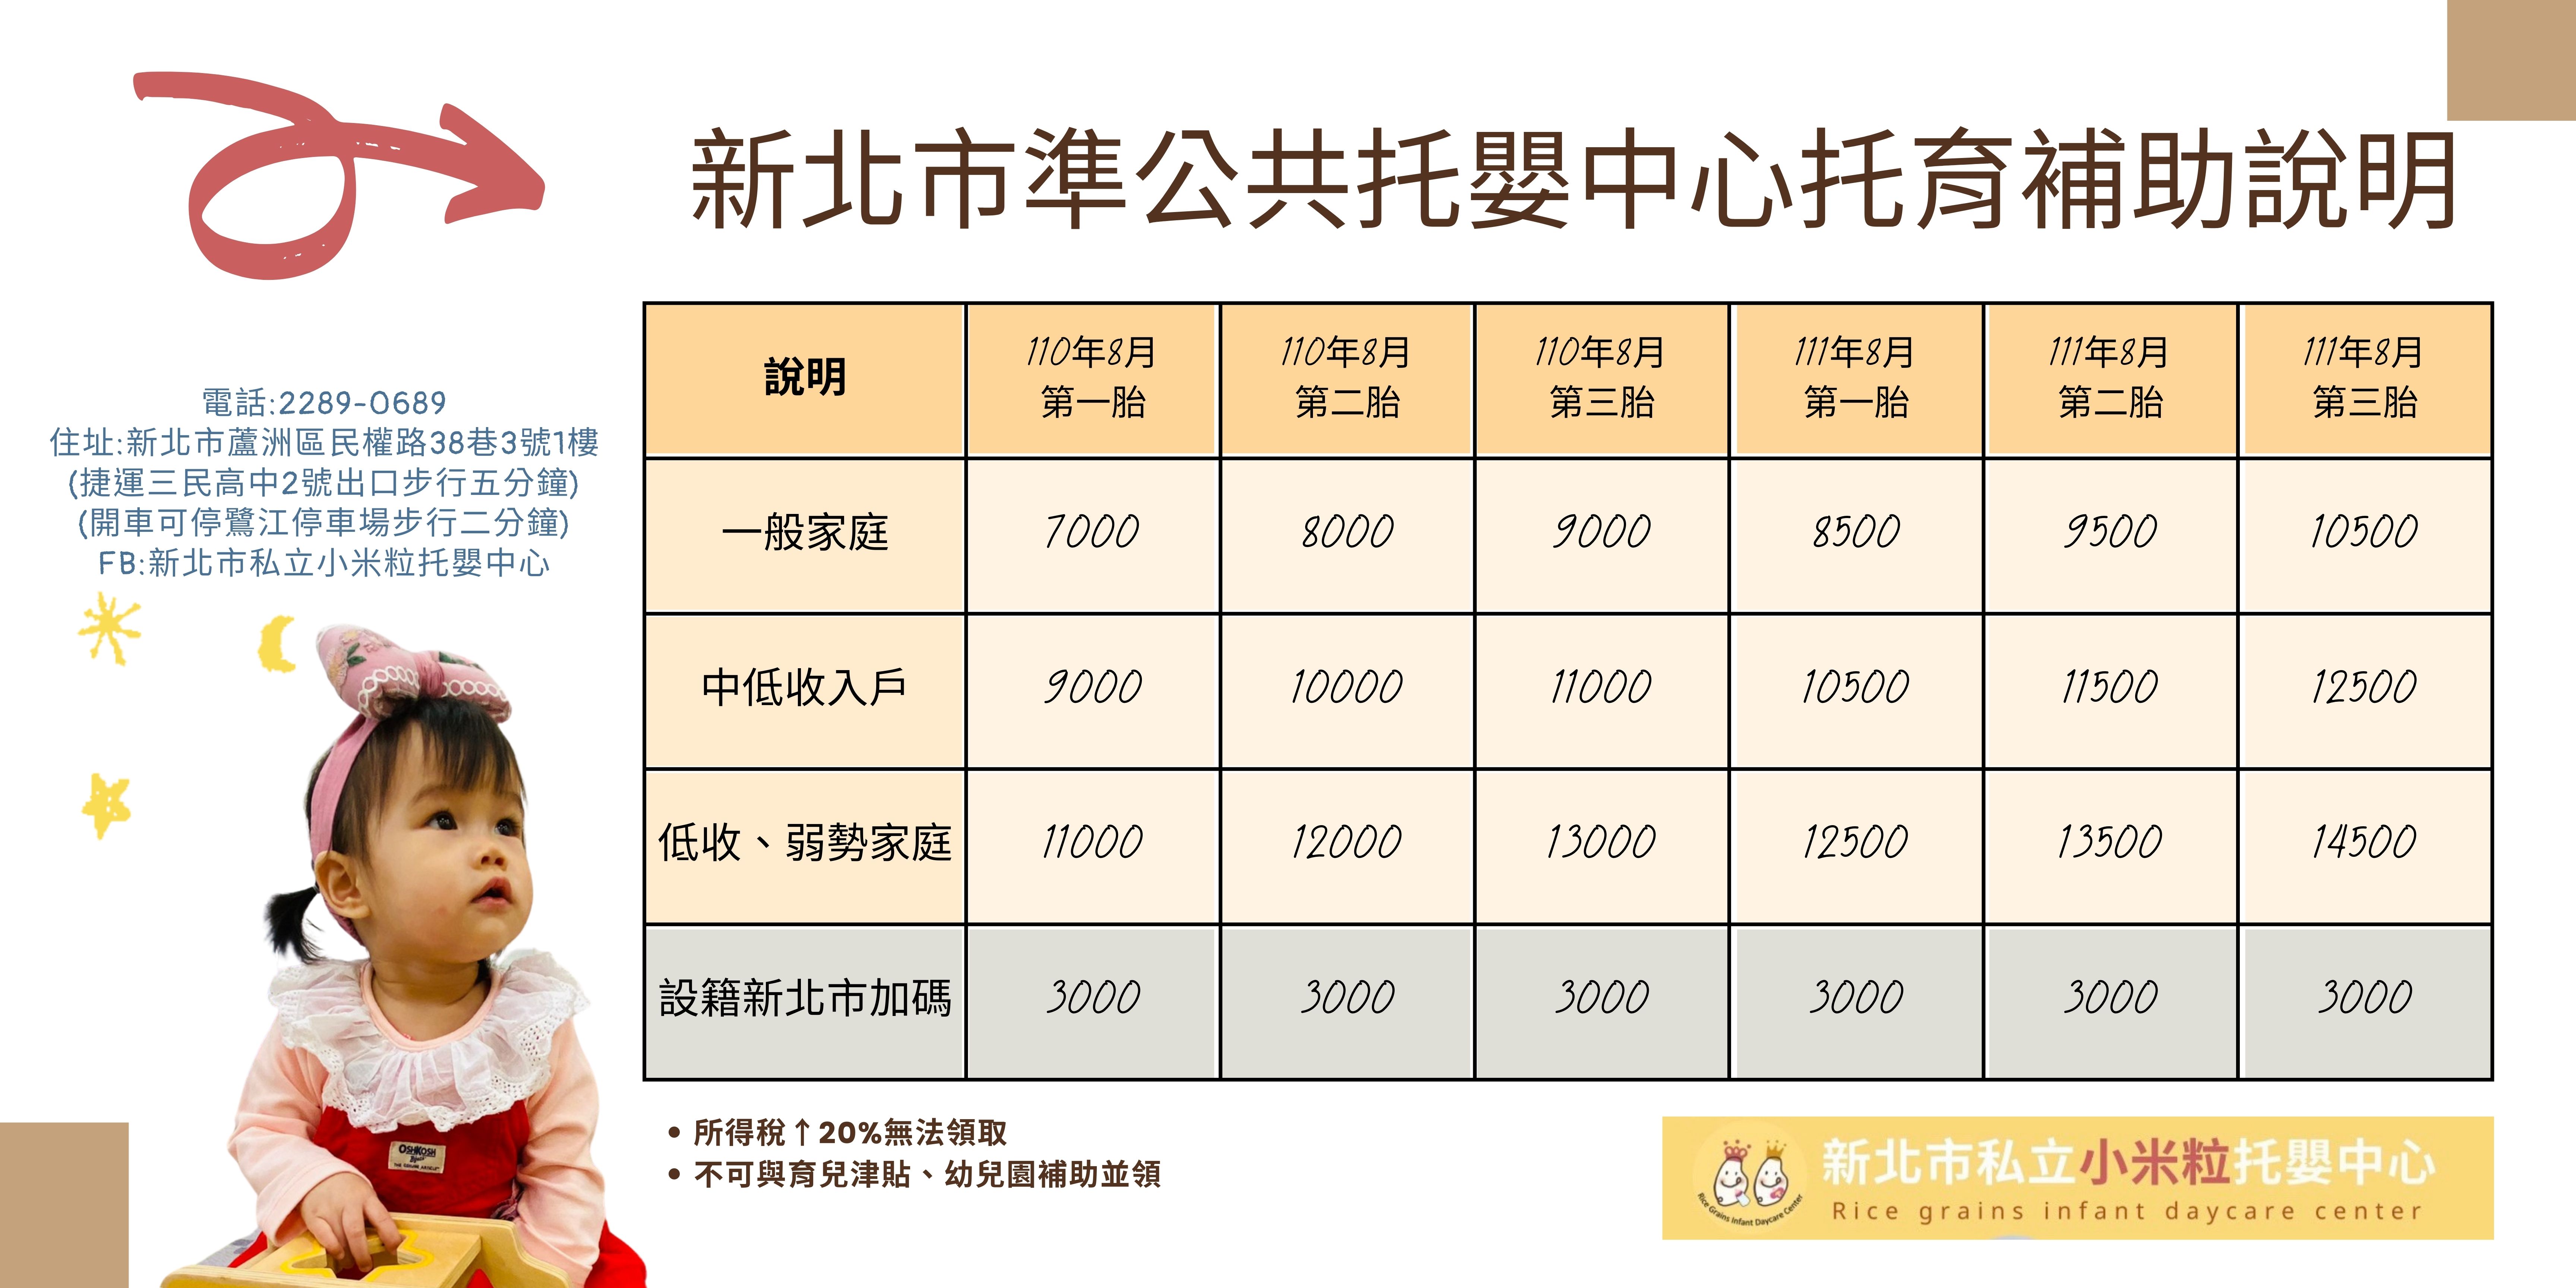 新北市準公共托嬰中心托育補助說明
電話:2289-0689
住址:新北市蘆洲區民權路38巷3號1樓
(捷運三民高中2號出口步行五分鐘)
(開車可停鷺江停車場步行二分鐘)
FB:新北市私立小米粒托嬰中心
說明 110年8月 110年8月 110年8月 111年8月 111年8月 111年8月
第一胎 第二胎 第三胎 第一胎 第二胎 第三胎
一般家庭 7000 8000 9000 8500 9500 10500
中低收入戶 9000 10000 11000 10500 11500 12500
低收、弱勢家庭 11000 12000 13000 12500 13500 14500
設籍新北市加碼 3000 3000 3000 3000 3000 3000
• 所得稅↑20%無法領取
• 不可與育兒津貼、幼兒園補助並領
新北市私立小米粒托嬰中心
Rice grains infant daycare center
Rice Grains Infant Daycare Center
OSHKOSH